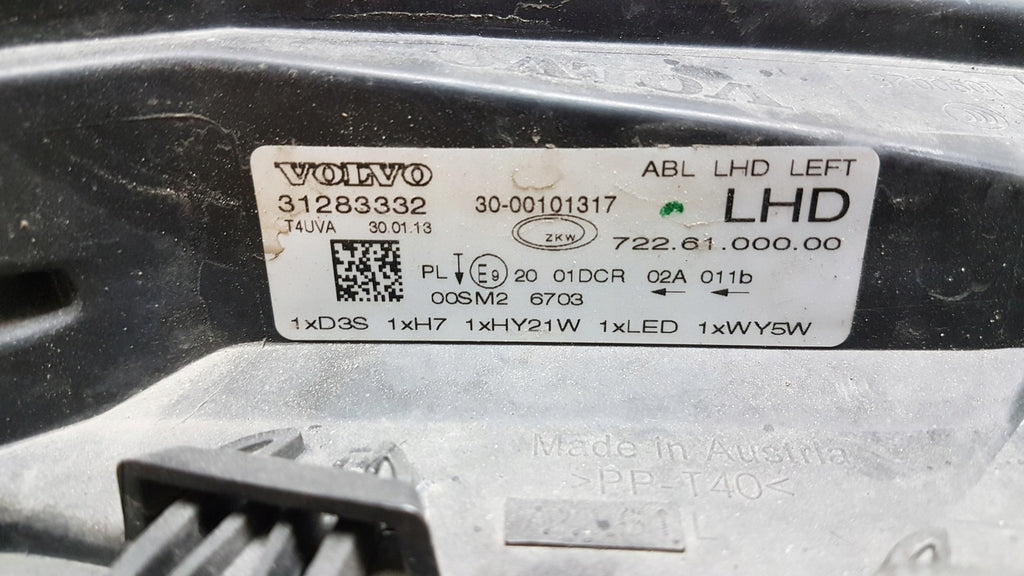 VOLVO ABL LHD LEFT
31283332 30-00101317 LHD
T4UVA 30.01.13 ZKW 722.61.000.00
PL E9 20 01DCR 02A 011b
00SM2 6703
1xD3S 1xH7 1xHY21W 1xLED 1xWY5W
Made in Austria
>PP-T40<